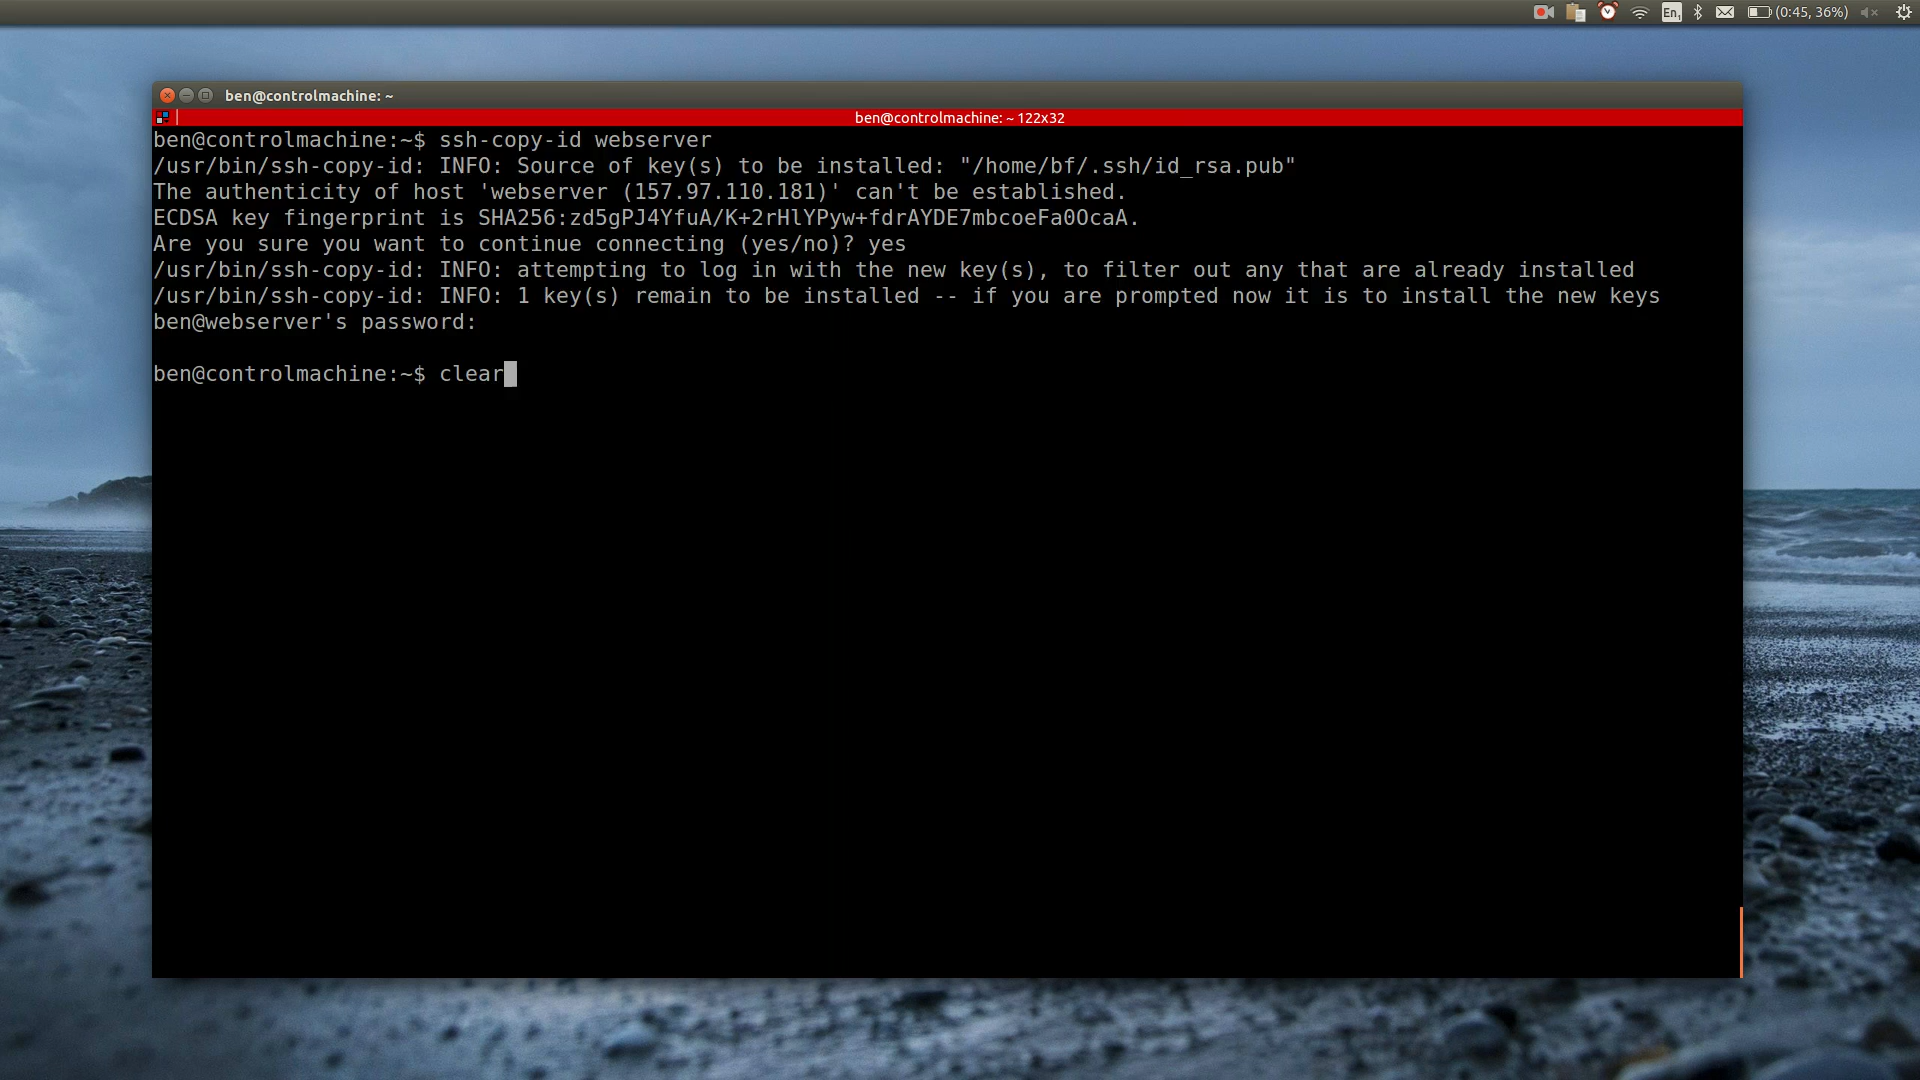 En₁ (0:45, 36%)
ben@controlmachine: ~
ben@controlmachine: ~ 122x32
ben@controlmachine:~$ ssh-copy-id webserver
/usr/bin/ssh-copy-id: INFO: Source of key(s) to be installed: "/home/bf/.ssh/id_rsa.pub"
The authenticity of host 'webserver (157.97.110.181)' can't be established.
ECDSA key fingerprint is SHA256:zd5gPJ4YfuA/K+2rHlYPyw+fdrAYDE7mbcoeFa0OcaA.
Are you sure you want to continue connecting (yes/no)? yes
/usr/bin/ssh-copy-id: INFO: attempting to log in with the new key(s), to filter out any that are already installed
/usr/bin/ssh-copy-id: INFO: 1 key(s) remain to be installed -- if you are prompted now it is to install the new keys
ben@webserver's password:
ben@controlmachine:~$ clear